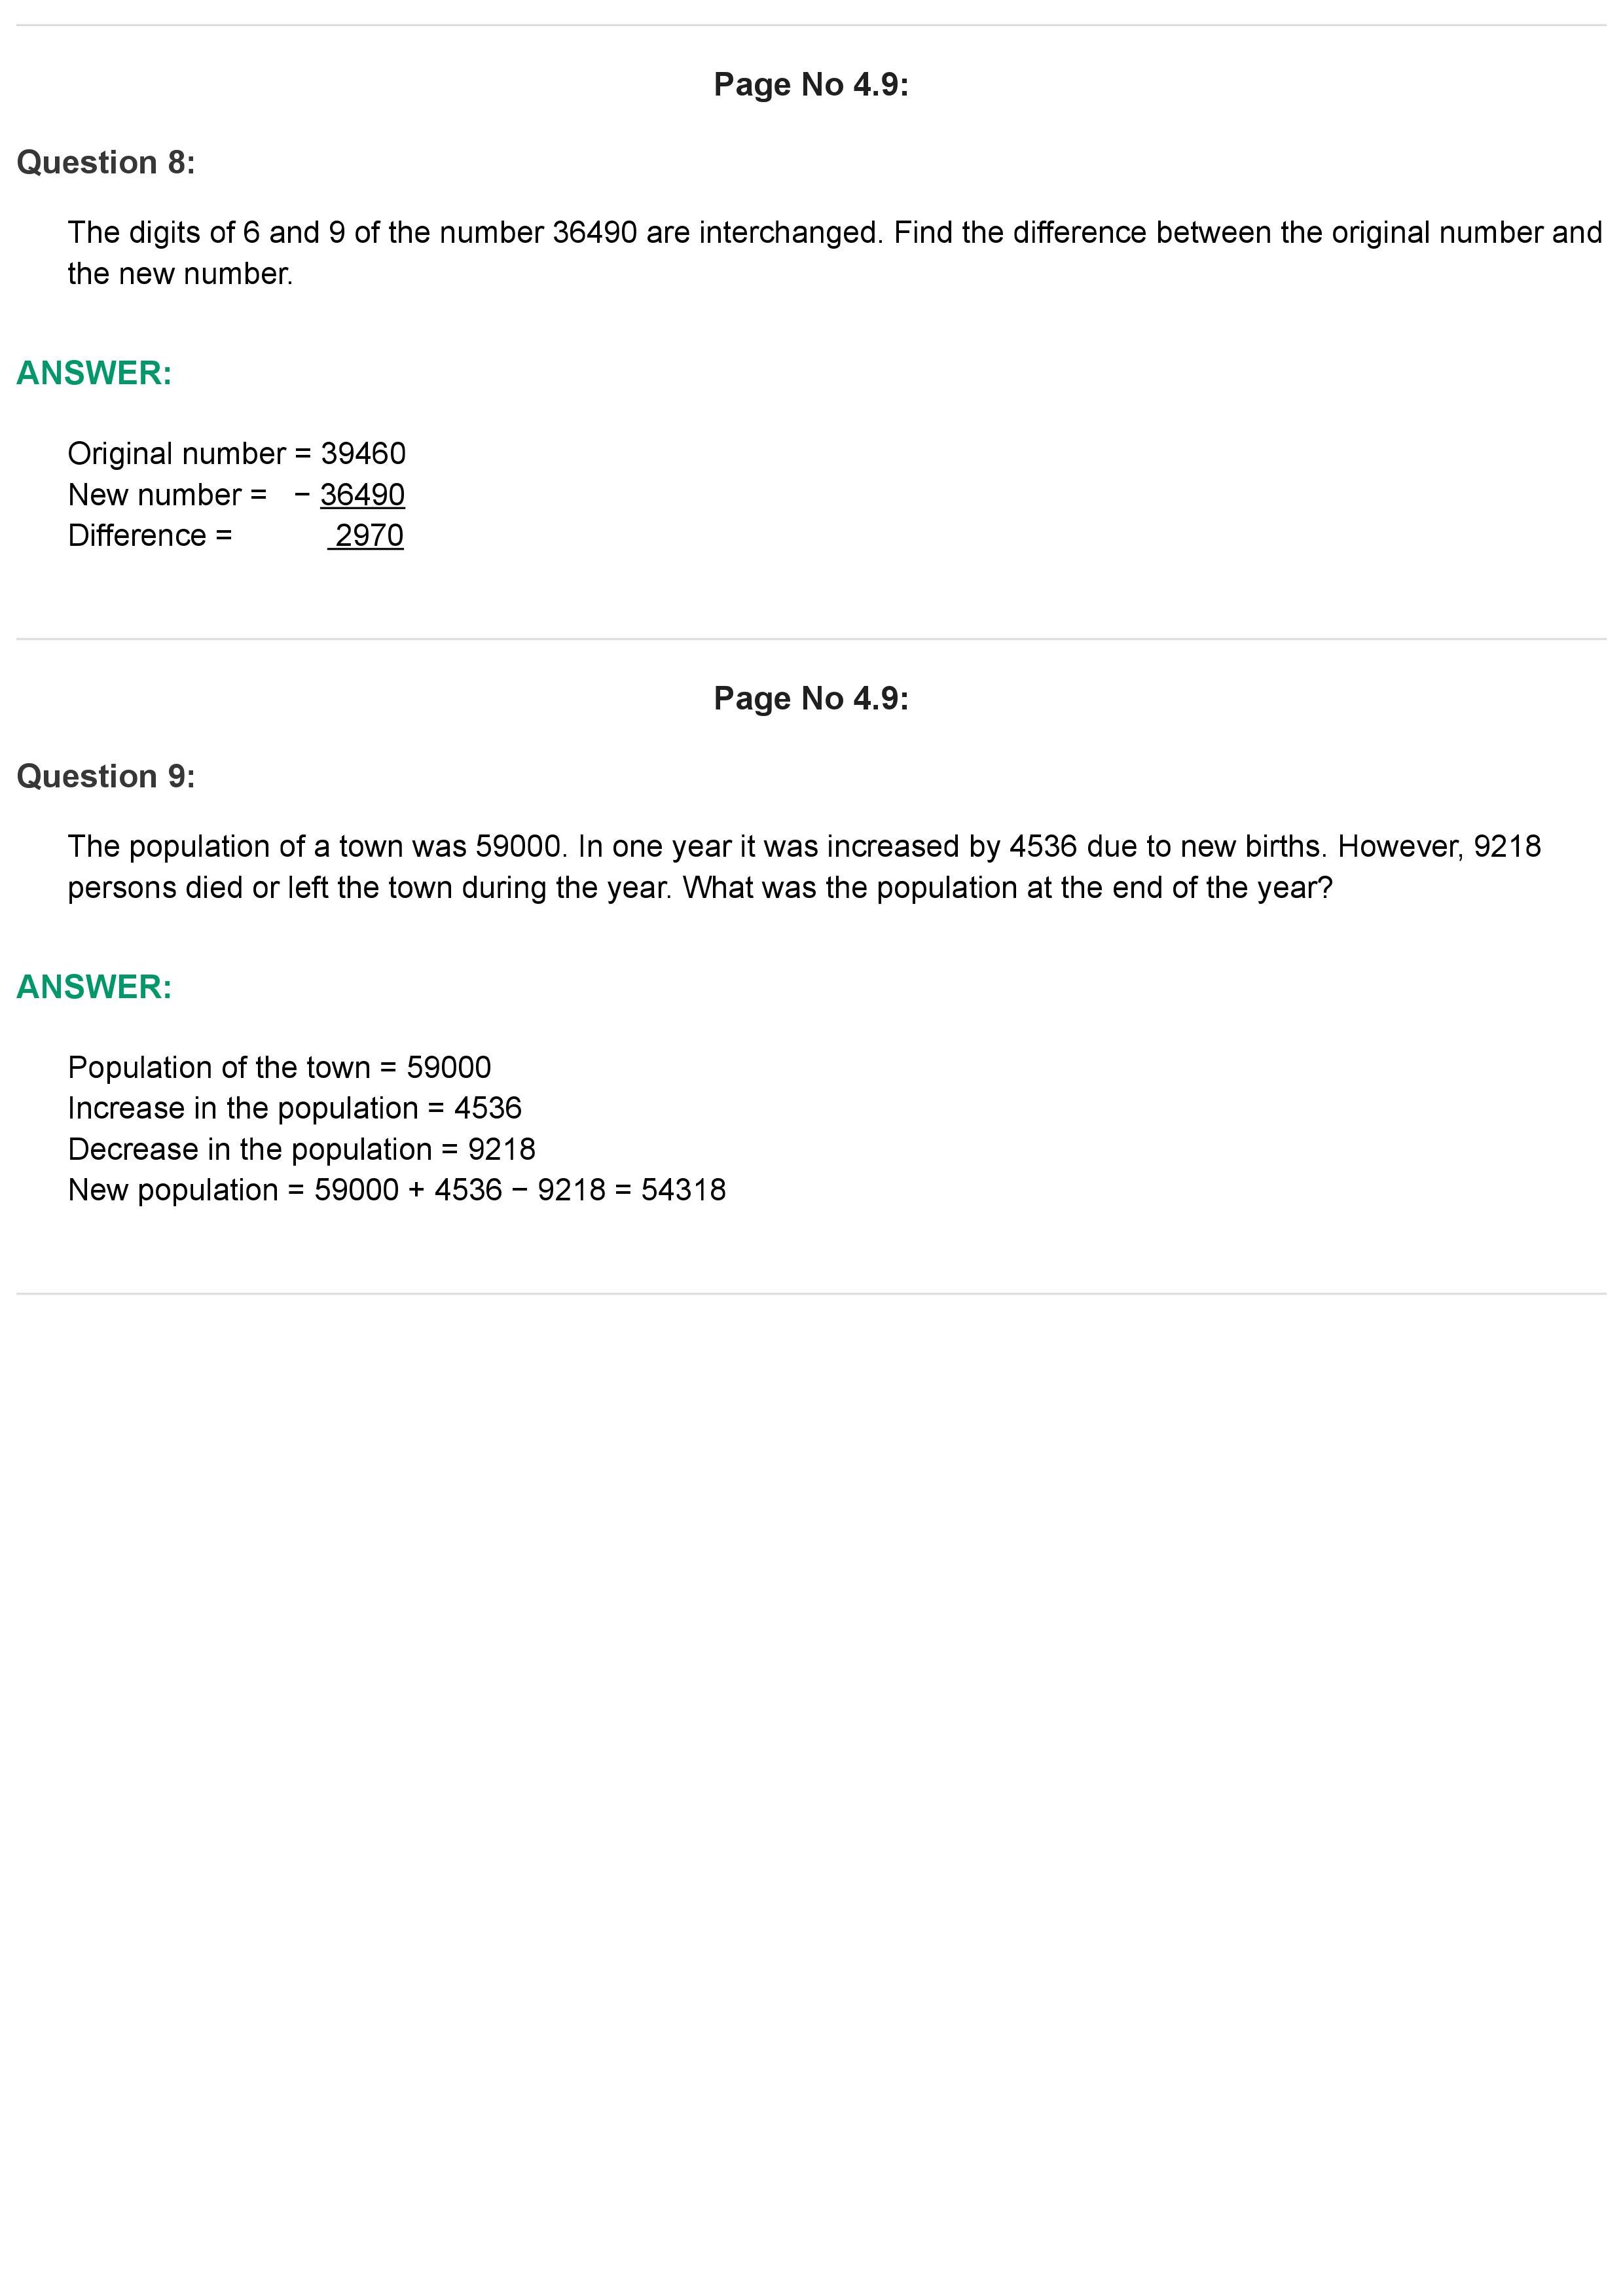 Page No 4.9:
Question 8:
The digits of 6 and 9 of the number 36490 are interchanged. Find the difference between the original number and
the new number.
ANSWER:
Original number = 39460
New number = − 36490
Difference = 2970
Page No 4.9:
Question 9:
The population of a town was 59000. In one year it was increased by 4536 due to new births. However, 9218
persons died or left the town during the year. What was the population at the end of the year?
ANSWER:
Population of the town = 59000
Increase in the population = 4536
Decrease in the population = 9218
New population = 59000 + 4536 − 9218 = 54318